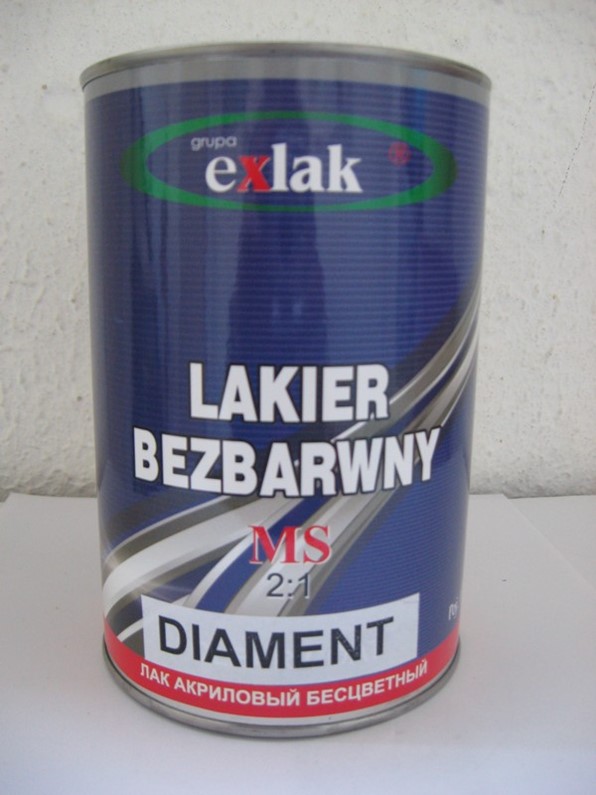 grupa
exlak
LAKIER
BEZBARWNY
MS
2:1
DIAMENT
ЛАК АКРИЛОВЫЙ БЕСЦВЕТНЫЙ